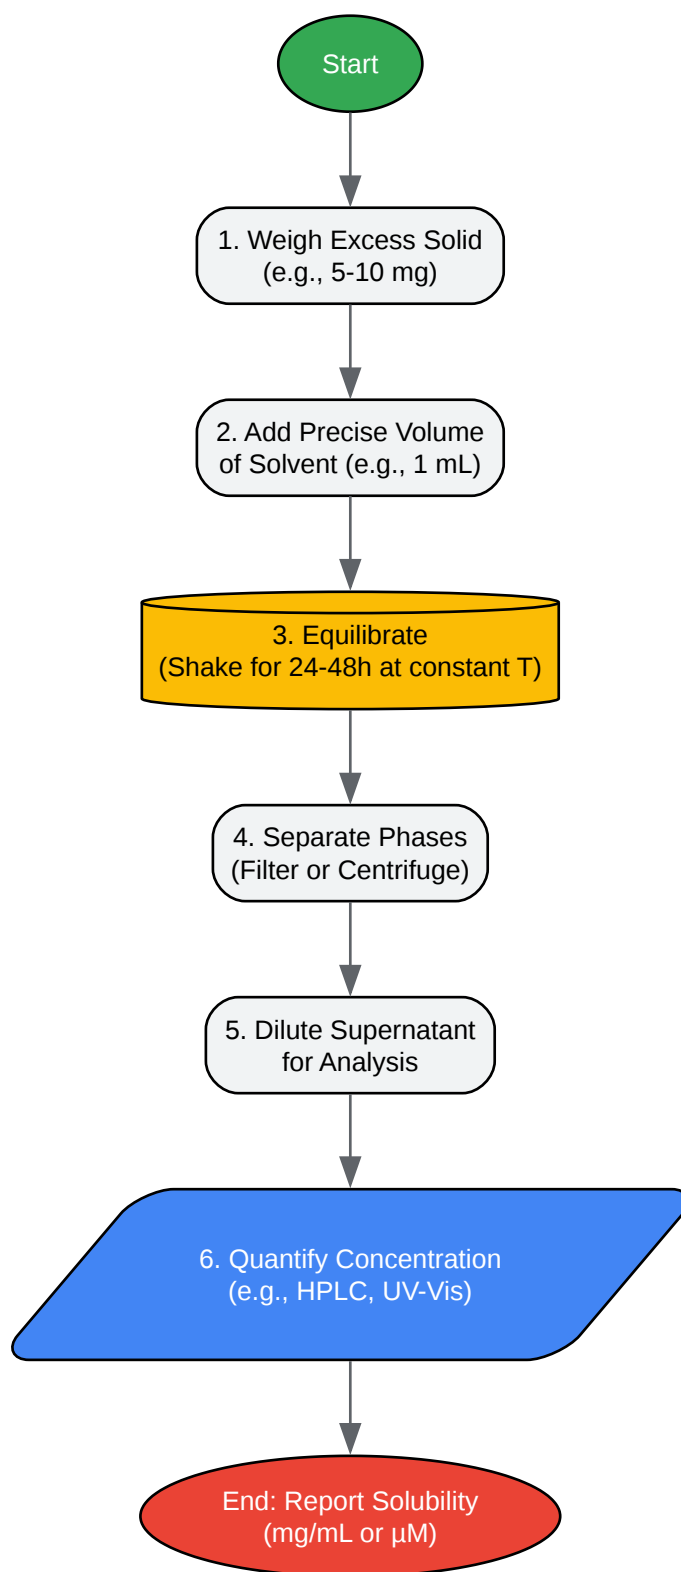 Start
1. Weigh Excess Solid
(e.g., 5-10 mg)
2. Add Precise Volume
of Solvent (e.g., 1 mL)
3. Equilibrate
(Shake for 24-48h at constant T)
4. Separate Phases
(Filter or Centrifuge)
5. Dilute Supernatant
for Analysis
6. Quantify Concentration
(e.g., HPLC, UV-Vis)
End: Report Solubility
(mg/mL or µM)